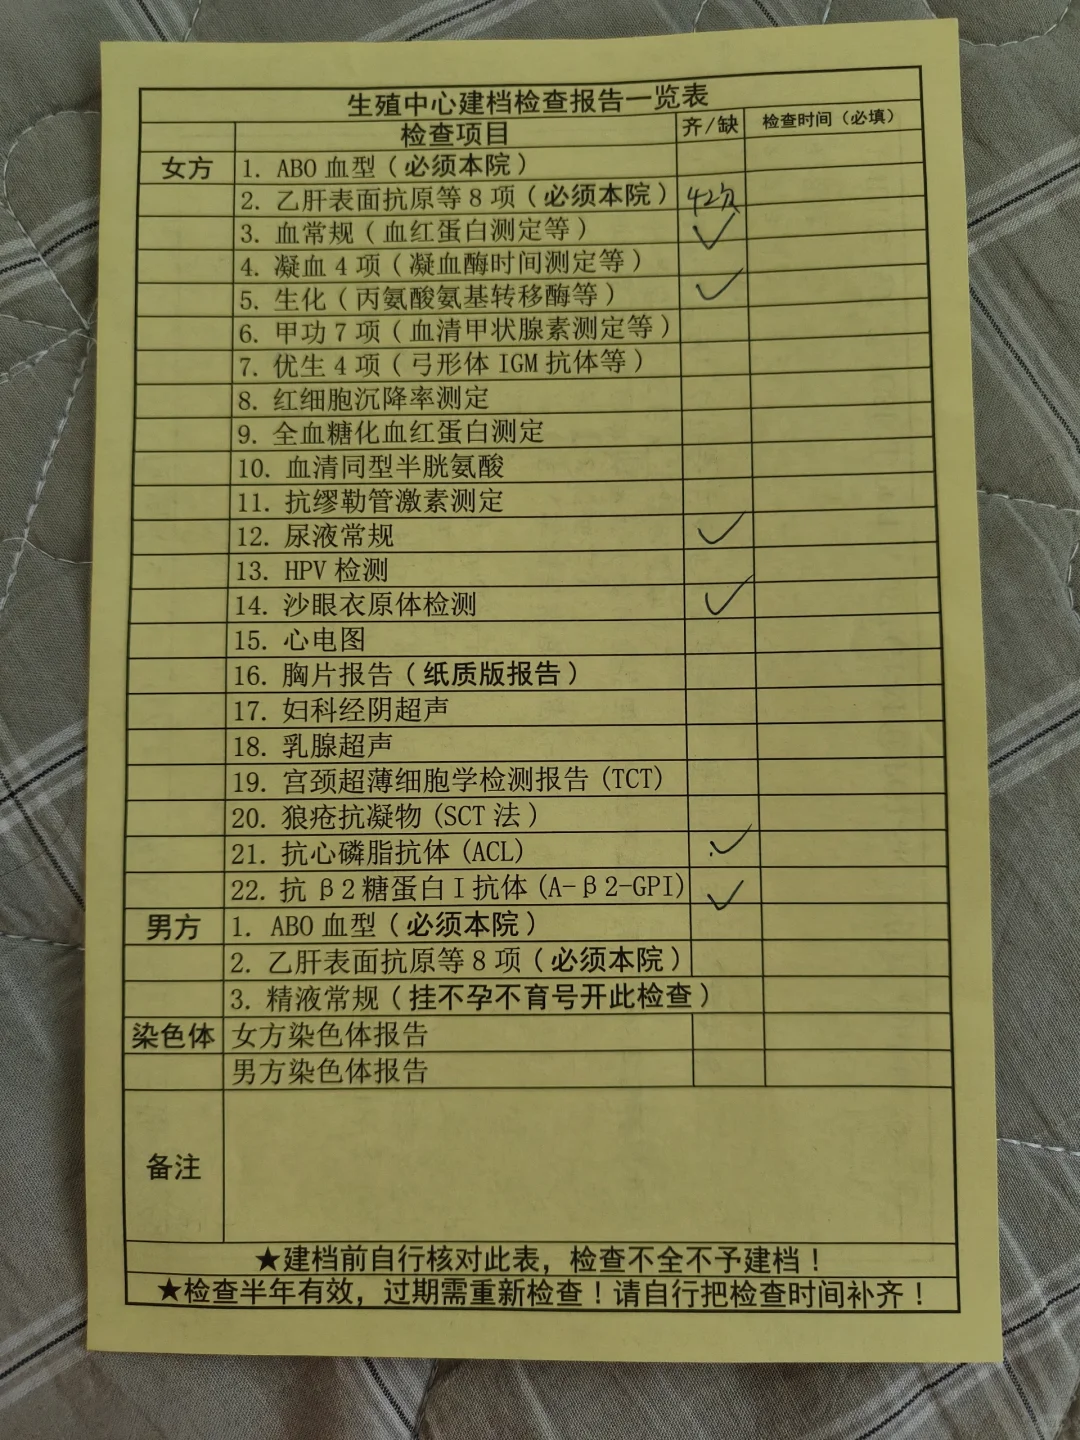 生殖中心建档检查报告一览表
检查项目 齐/缺 检查时间（必填）
女方 1. ABO 血型（必须本院）
2. 乙肝表面抗原等 8 项（必须本院）
3. 血常规（血红蛋白测定等） ✓
4. 凝血 4 项（凝血酶时间测定等）
5. 生化（丙氨酸氨基转移酶等） ✓
6. 甲功 7 项（血清甲状腺素测定等）
7. 优生 4 项（弓形体 IGM 抗体等）
8. 红细胞沉降率测定
9. 全血糖化血红蛋白测定
10. 血清同型半胱氨酸
11. 抗缪勒管激素测定
12. 尿液常规 ✓
13. HPV 检测
14. 沙眼衣原体检测 ✓
15. 心电图
16. 胸片报告（纸质版报告）
17. 妇科经阴超声
18. 乳腺超声
19. 宫颈超薄细胞学检测报告 (TCT)
20. 狼疮抗凝物（SCT 法）
21. 抗心磷脂抗体 (ACL) ✓
22. 抗 β2 糖蛋白 I 抗体 (A-β2-GPI) ✓
男方 1. ABO 血型（必须本院）
2. 乙肝表面抗原等 8 项（必须本院）
3. 精液常规（挂不孕不育号开此检查）
染色体 女方染色体报告
男方染色体报告
备注
★建档前自行核对此表，检查不全不予建档！
★检查半年有效，过期需重新检查！请自行把检查时间补齐！